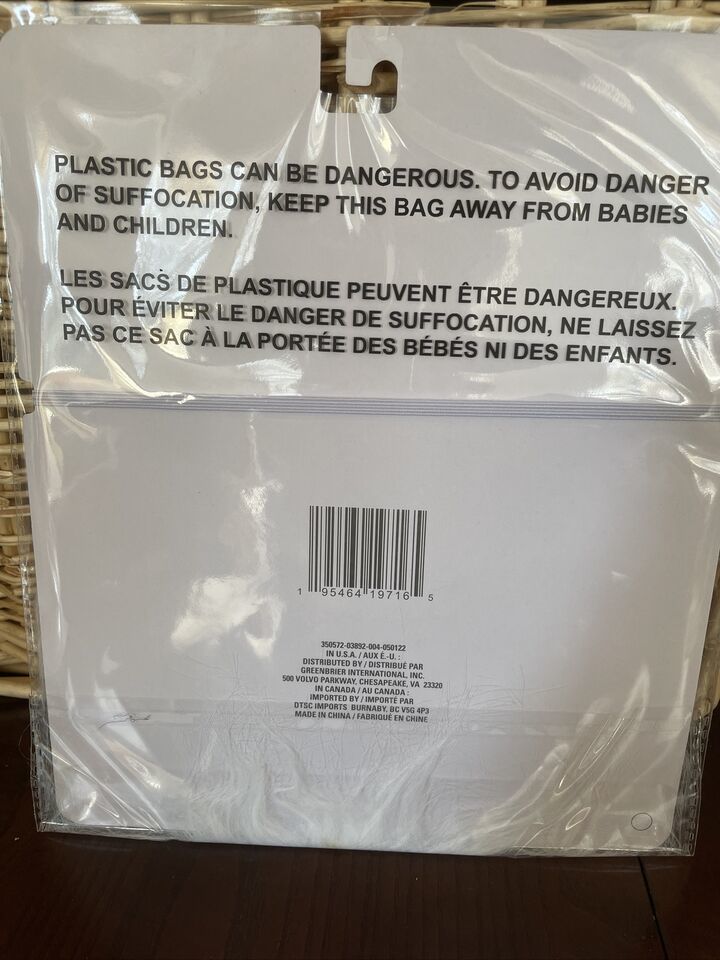 PLASTIC BAGS CAN BE DANGEROUS. TO AVOID DANGER
OF SUFFOCATION, KEEP THIS BAG AWAY FROM BABIES
AND CHILDREN.
LES SACS DE PLASTIQUE PEUVENT ÊTRE DANGEREUX.
POUR ÉVITER LE DANGER DE SUFFOCATION, NE LAISSEZ
PAS CE SAC À LA PORTÉE DES BÉBÉS NI DES ENFANTS.
1 95464 19716 5
350572-03892-004-050122
IN U.S.A. / AUX É.-U. :
DISTRIBUTED BY / DISTRIBUÉ PAR
GREENBRIER INTERNATIONAL, INC.
500 VOLVO PARKWAY, CHESAPEAKE, VA 23320
IN CANADA / AU CANADA :
IMPORTED BY / IMPORTÉ PAR
DTSC IMPORTS BURNABY, BC V5G 4P3
MADE IN CHINA / FABRIQUÉ EN CHINE